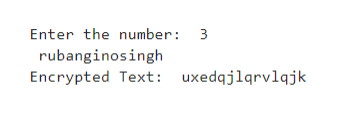 Enter the number:  3
rubanginosingh
Encrypted Text:  uxedqjlqrvlqjk